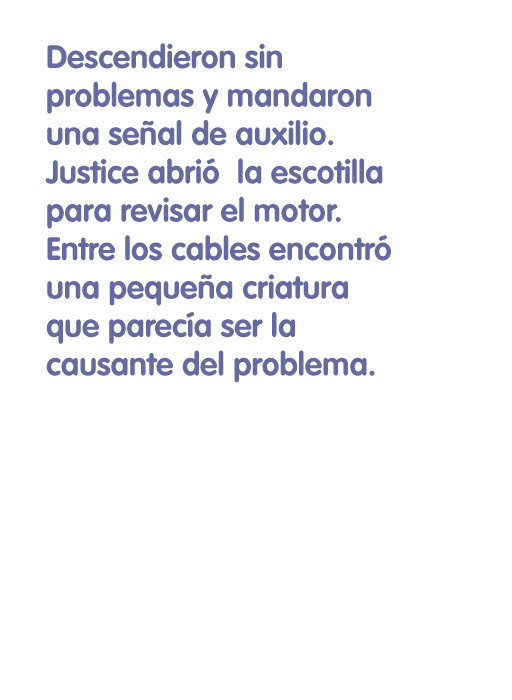 Descendieron sin
problemas y mandaron
una señal de auxilio.
Justice abrió  la escotilla
para revisar el motor.
Entre los cables encontró
una pequeña criatura
que parecía ser la
causante del problema.